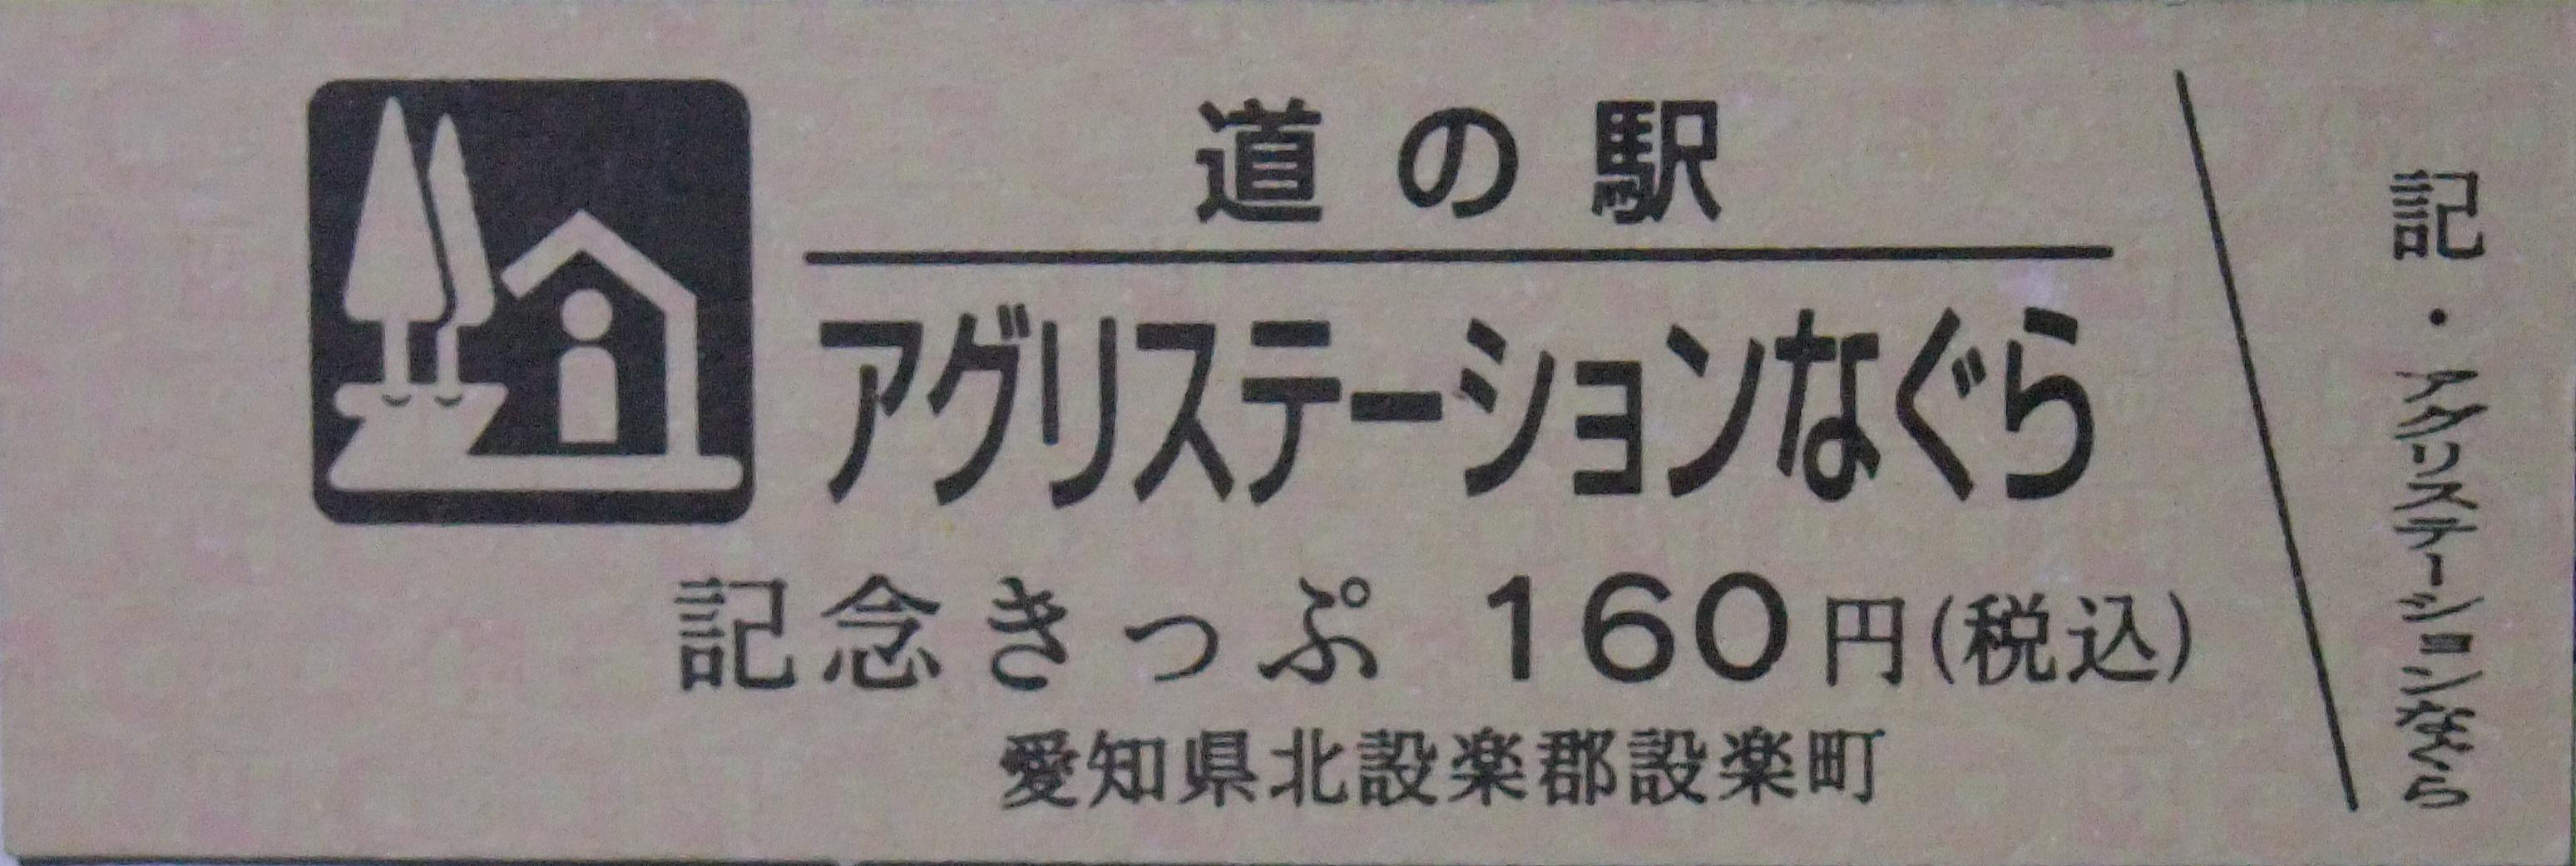 道の駅
アグリステーションなぐら
記念きっぷ 160円(税込)
愛知県北設楽郡設楽町
記・アグリステーションなぐら